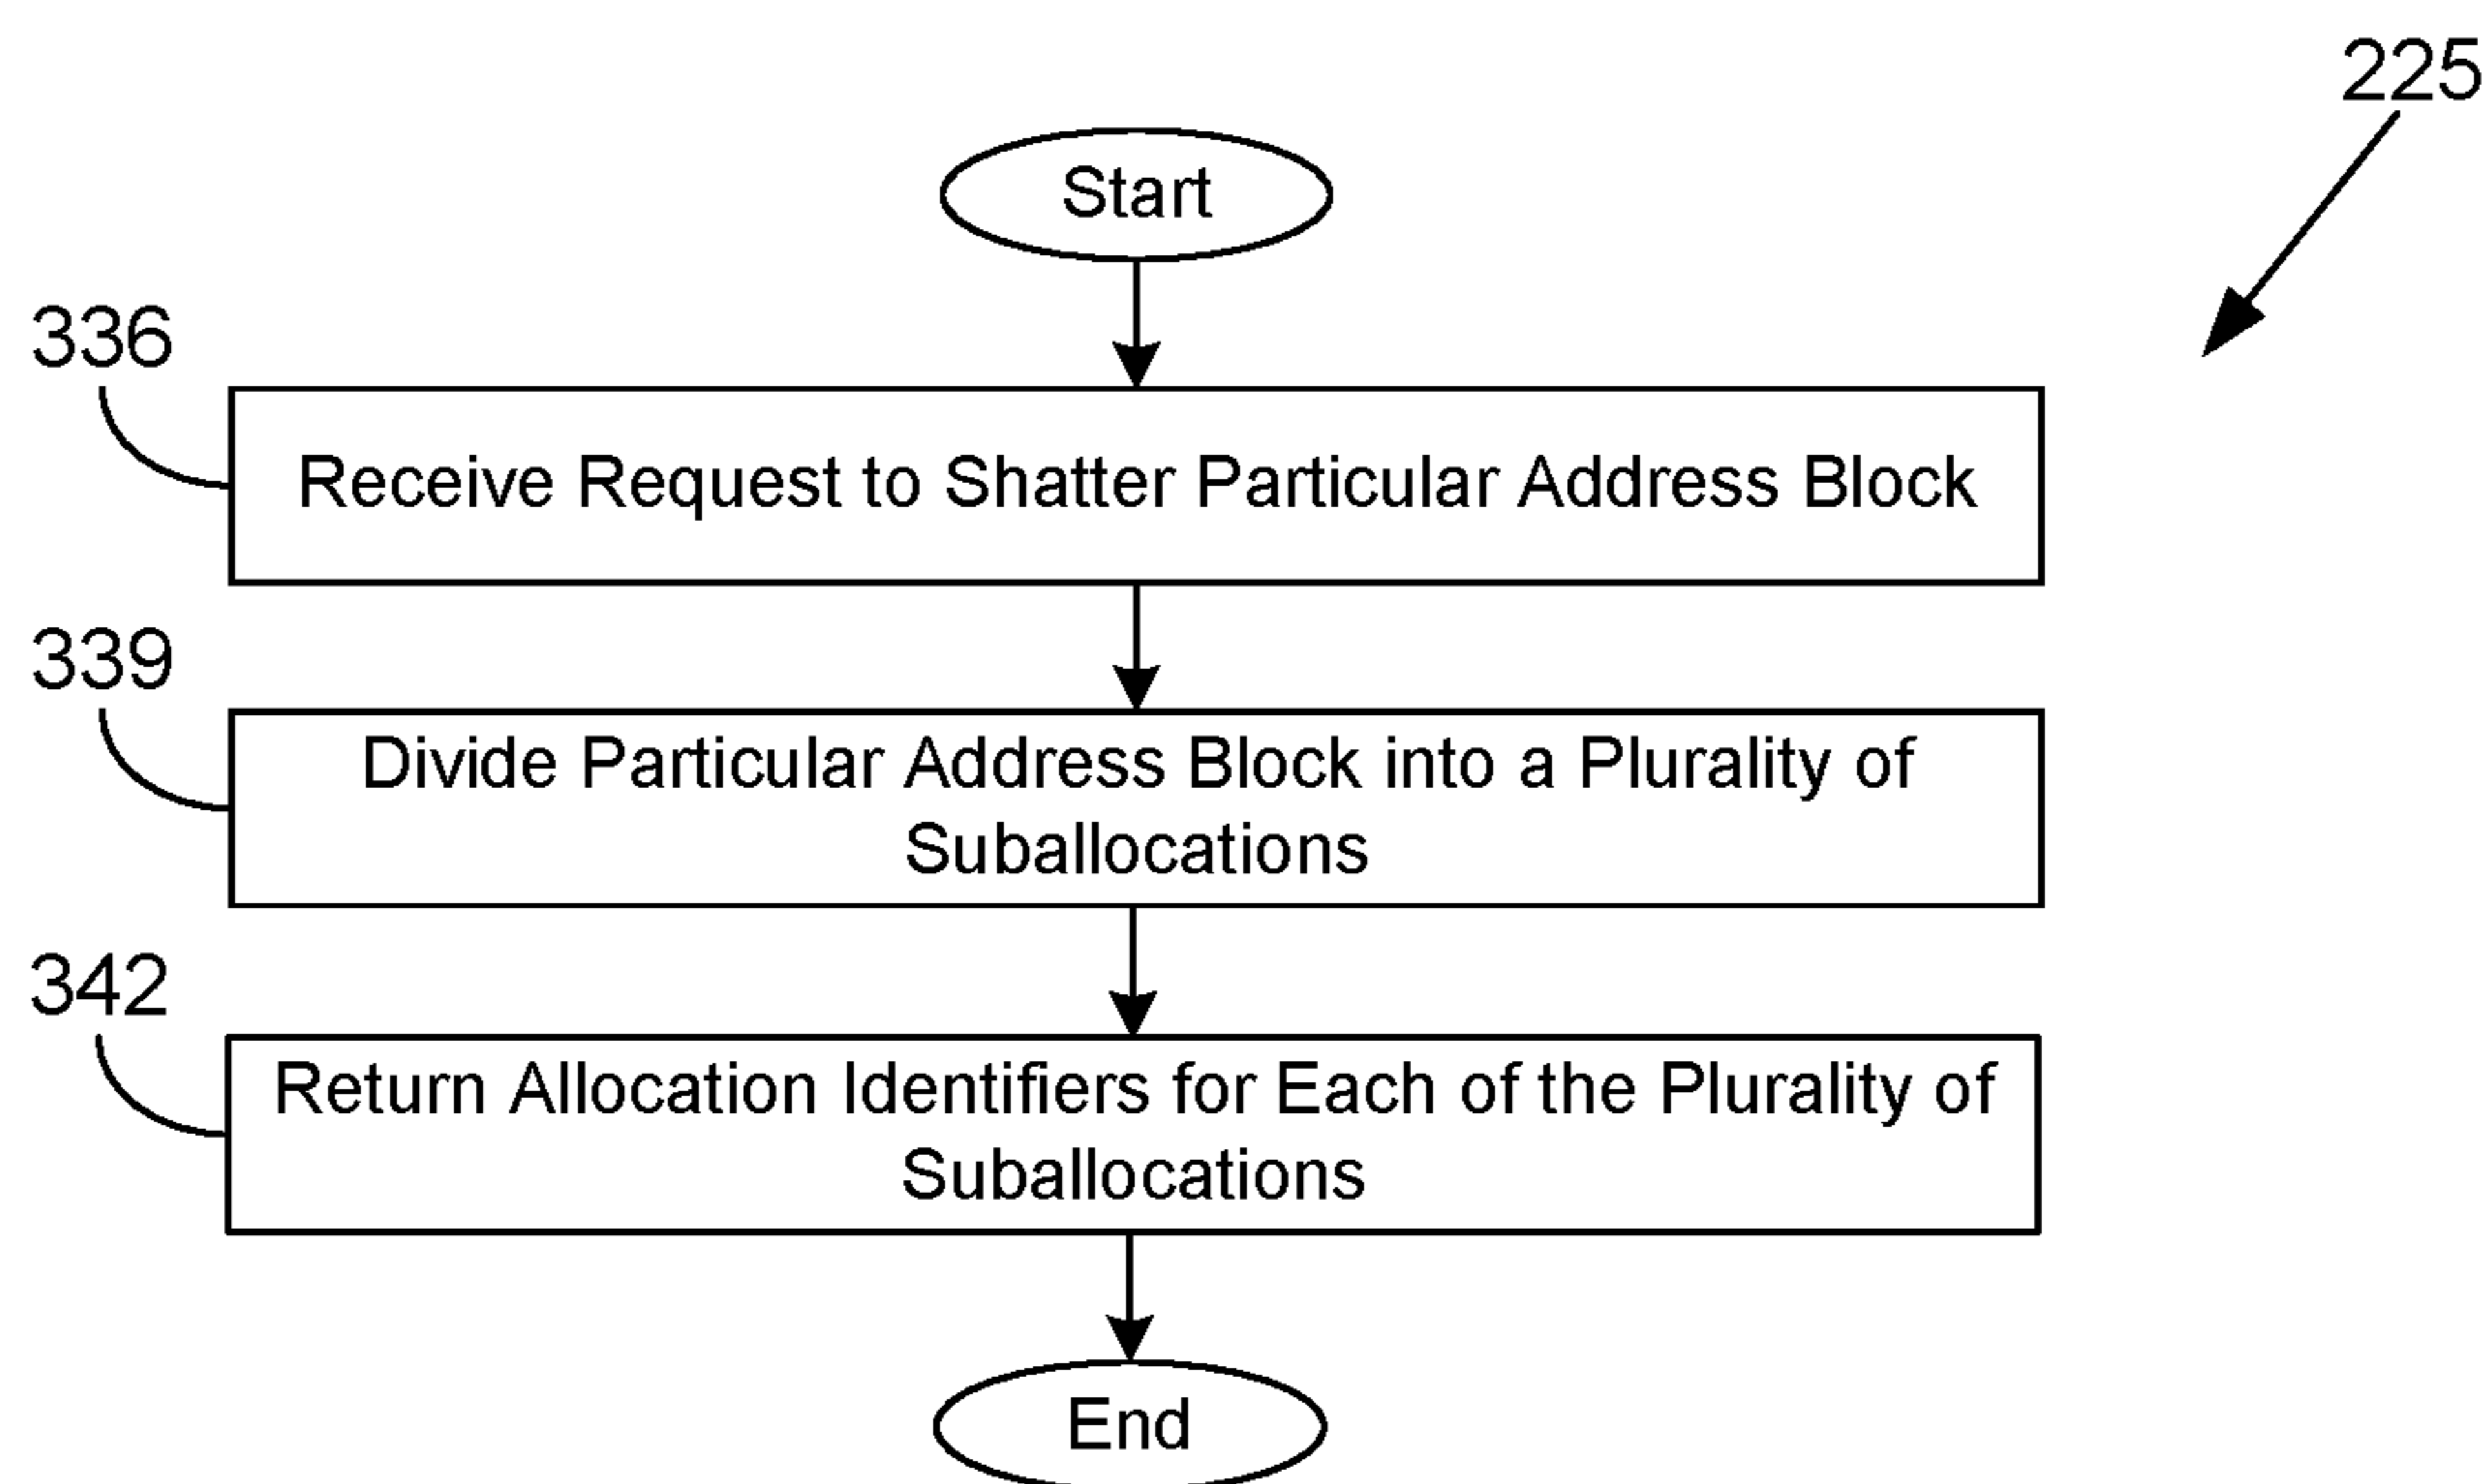 225
Start
336
Receive Request to Shatter Particular Address Block
339
Divide Particular Address Block into a Plurality of
Suballocations
342
Return Allocation Identifiers for Each of the Plurality of
Suballocations
End